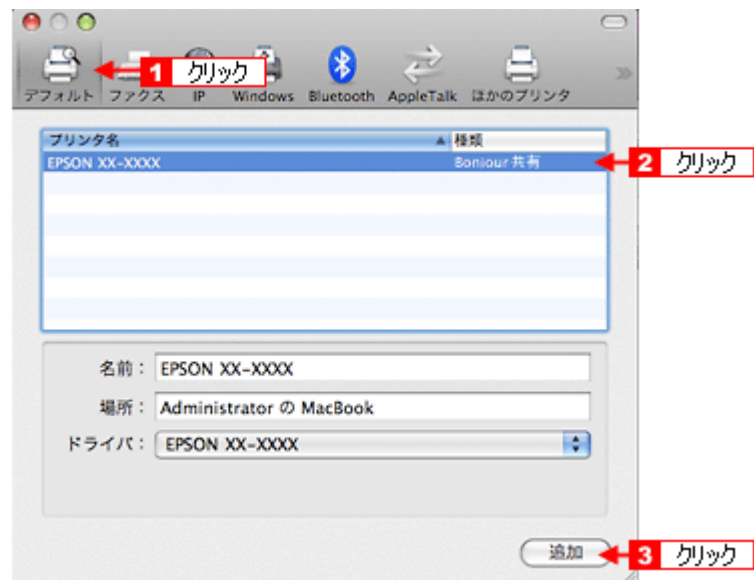 1 クリック
デフォルト ファクス IP Windows Bluetooth AppleTalk ほかのプリンタ
プリンタ名 種類
EPSON XX-XXXX Bonjour 共有
2 クリック
名前： EPSON XX-XXXX
場所： Administrator の MacBook
ドライバ： EPSON XX-XXXX
追加
3 クリック